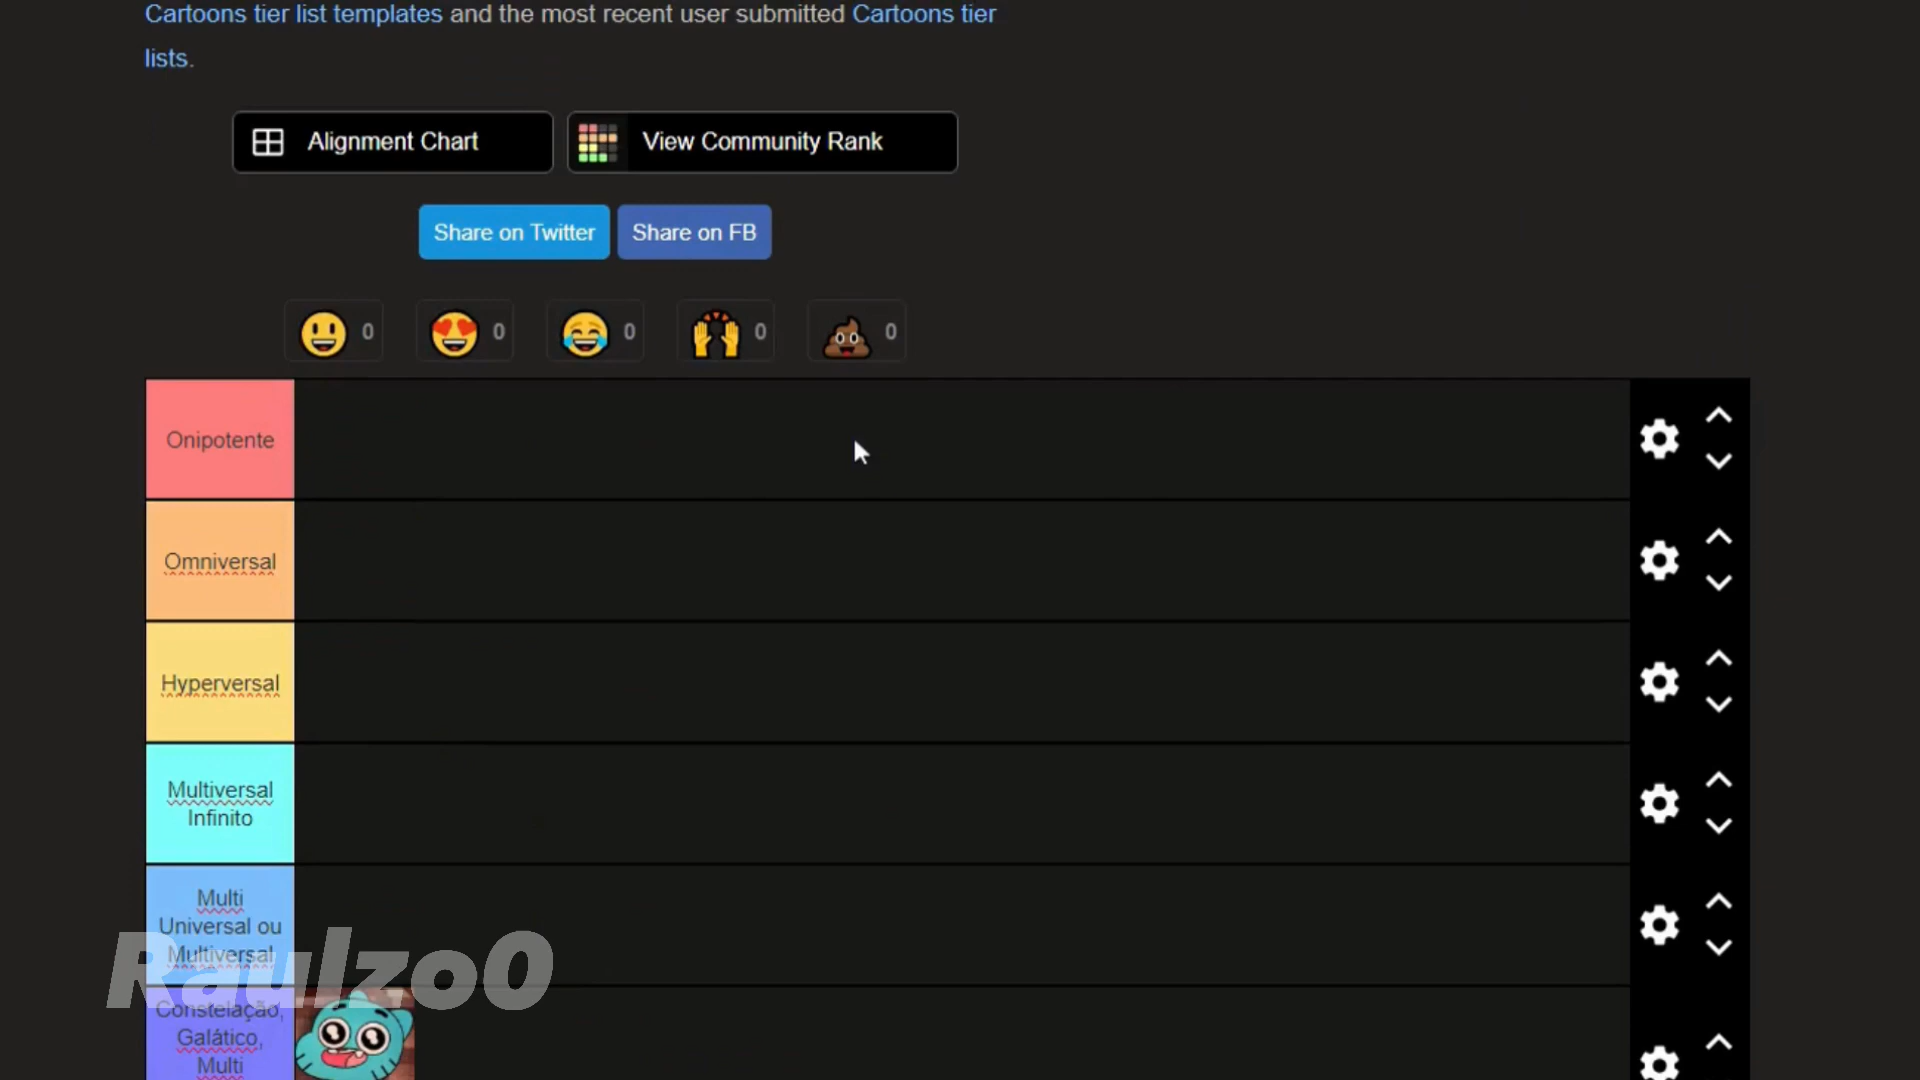 Cartoons tier list templates and the most recent user submitted Cartoons tier
lists.
Alignment Chart
View Community Rank
Share on Twitter
Share on FB
0
0
0
0
0
Onipotente
Omniversal
Hyperversal
Multiversal
Infinito
Multi
Universal ou
Multiversal
Raulzo0
Constelação,
Galático,
Multi